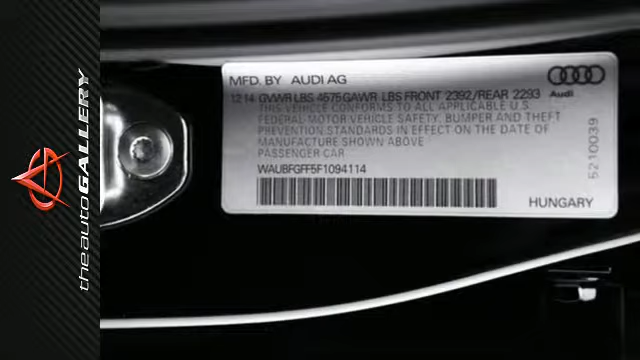 theautoGALLERY
MFD. BY AUDI AG
Audi
12 14 GVWR LBS 4575 GAWR LBS FRONT 2392/REAR 2293
THIS VEHICLE CONFORMS TO ALL APPLICABLE U.S.
FEDERAL MOTOR VEHICLE SAFETY, BUMPER AND THEFT
PREVENTION STANDARDS IN EFFECT ON THE DATE OF
MANUFACTURE SHOWN ABOVE
PASSENGER CAR
WAUBFGFF5F1094114
5210039
HUNGARY